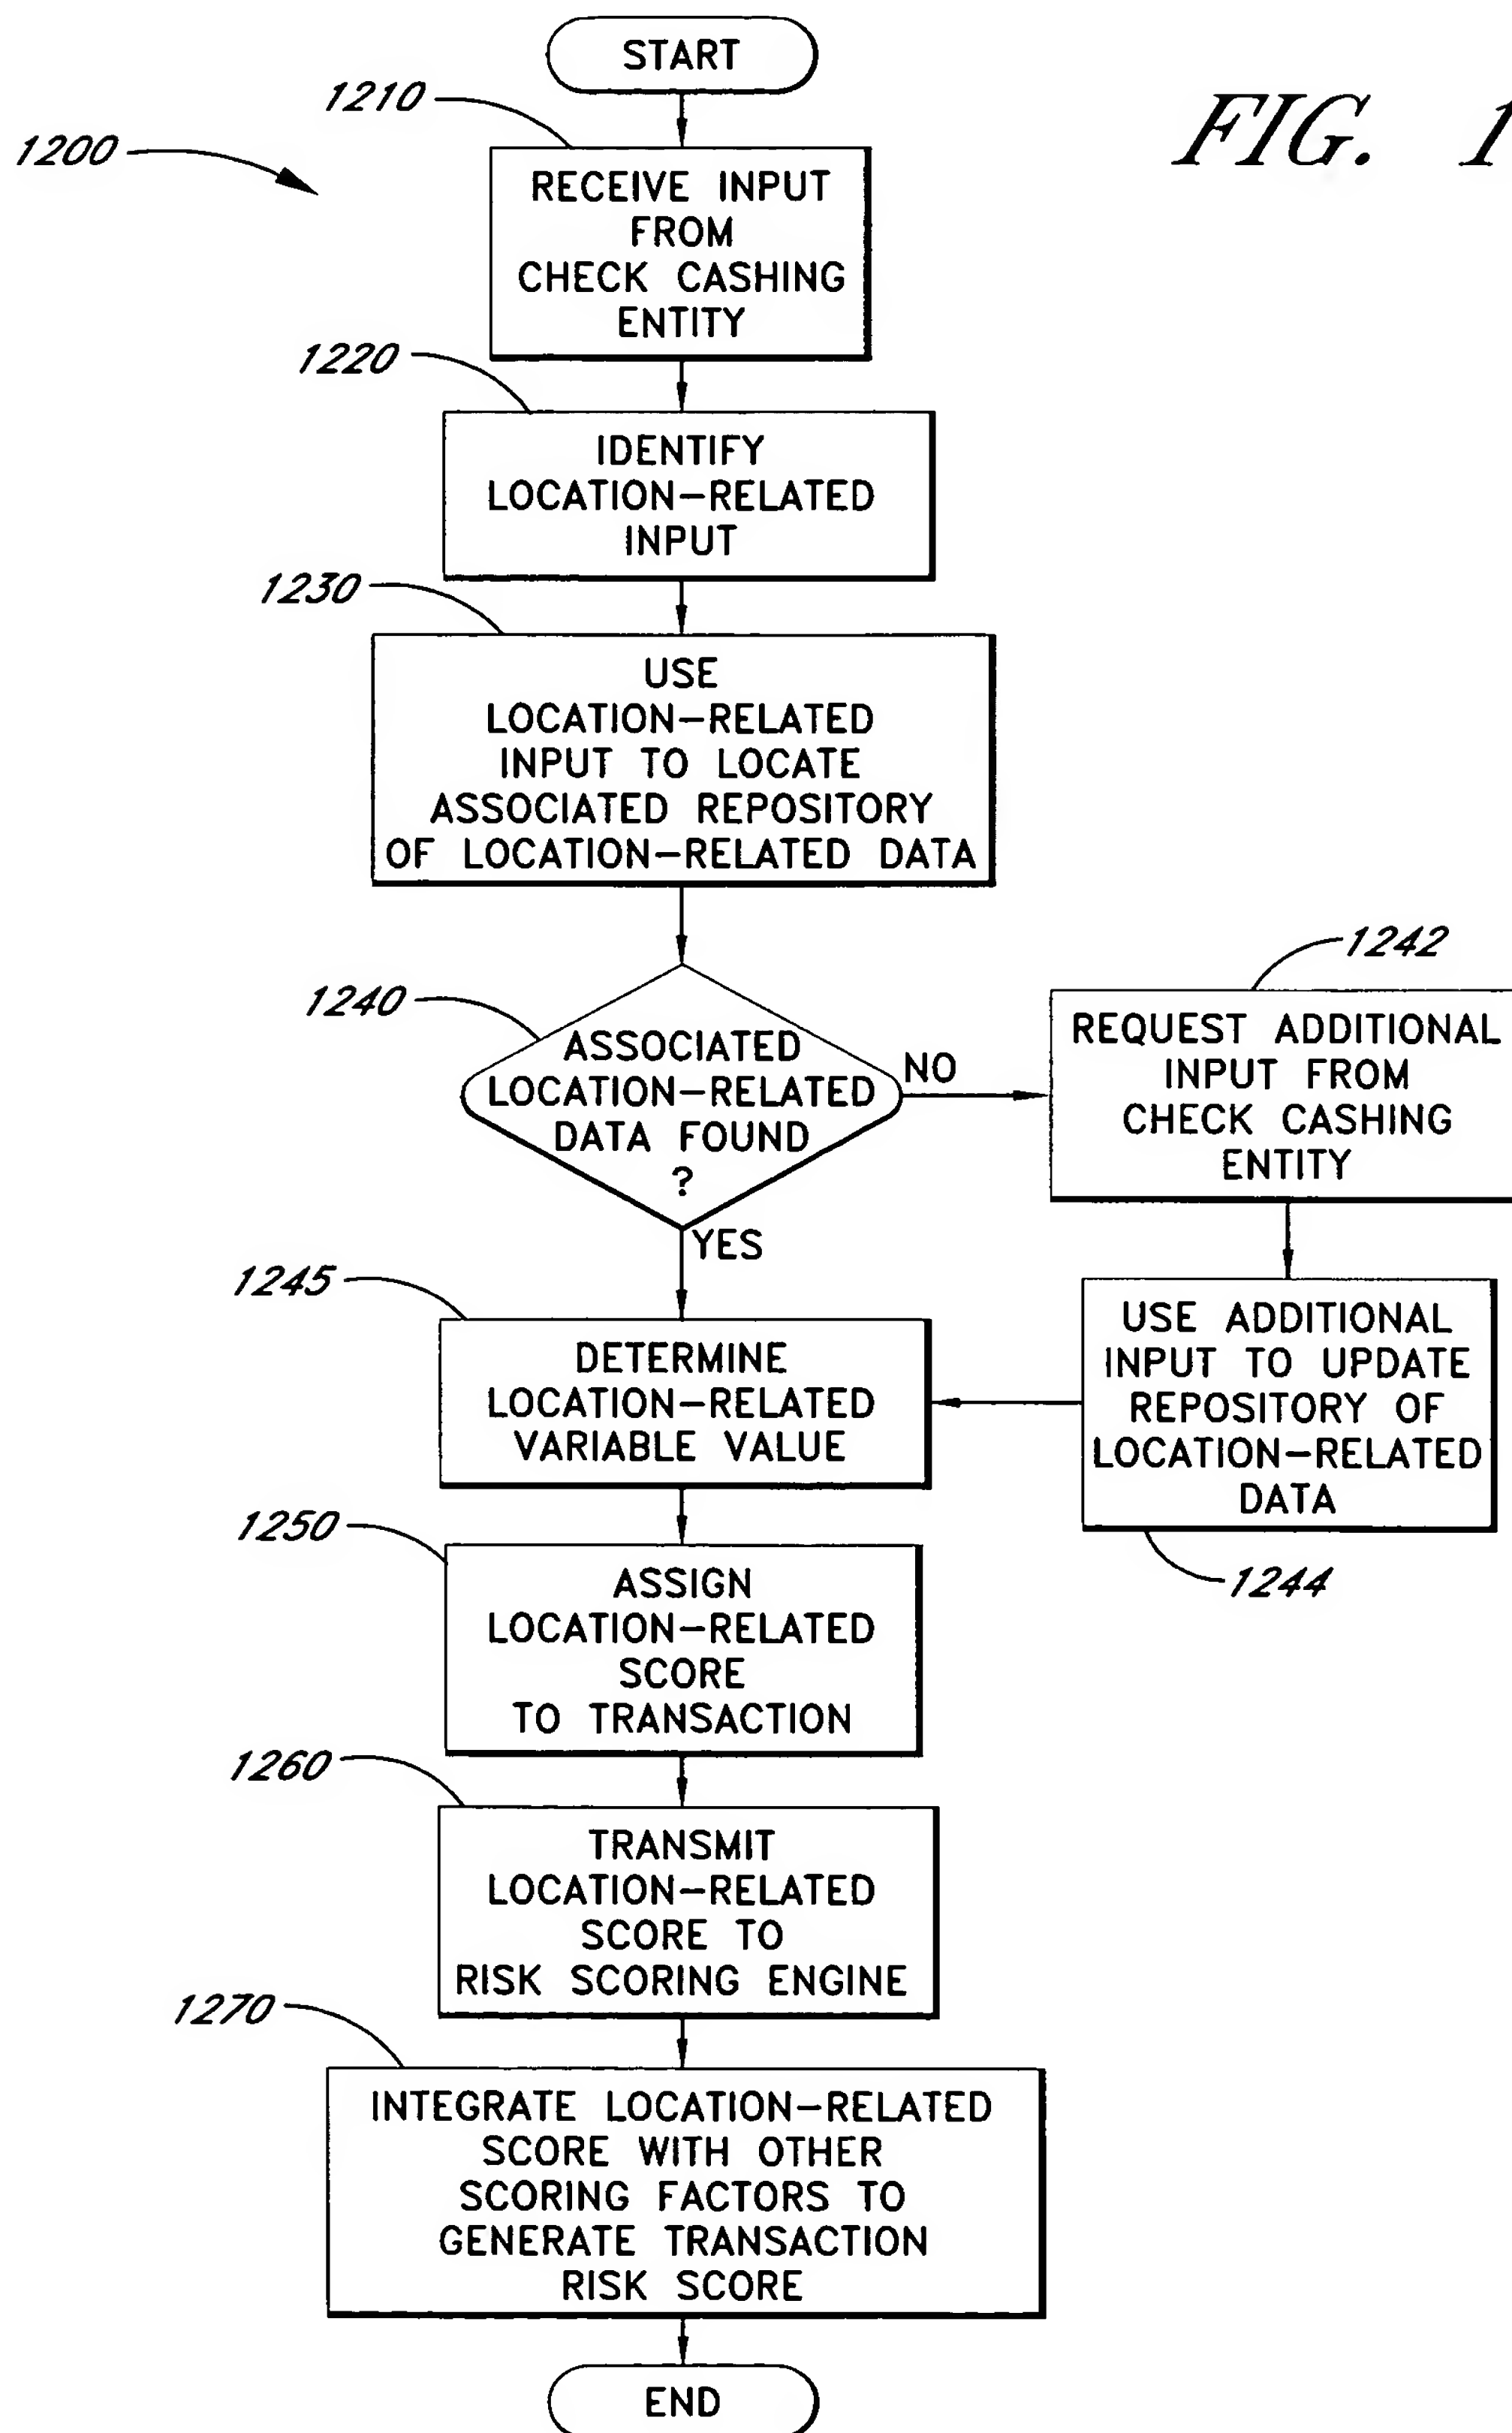 START
1210
FIG. 1
1200
RECEIVE INPUT
FROM
CHECK CASHING
ENTITY
1220
IDENTIFY
LOCATION-RELATED
INPUT
1230
USE
LOCATION-RELATED
INPUT TO LOCATE
ASSOCIATED REPOSITORY
OF LOCATION-RELATED DATA
1240
ASSOCIATED
LOCATION-RELATED
DATA FOUND
?
NO
1242
REQUEST ADDITIONAL
INPUT FROM
CHECK CASHING
ENTITY
YES
1245
DETERMINE
LOCATION-RELATED
VARIABLE VALUE
USE ADDITIONAL
INPUT TO UPDATE
REPOSITORY OF
LOCATION-RELATED
DATA
1244
1250
ASSIGN
LOCATION-RELATED
SCORE
TO TRANSACTION
1260
TRANSMIT
LOCATION-RELATED
SCORE TO
RISK SCORING ENGINE
1270
INTEGRATE LOCATION-RELATED
SCORE WITH OTHER
SCORING FACTORS TO
GENERATE TRANSACTION
RISK SCORE
END